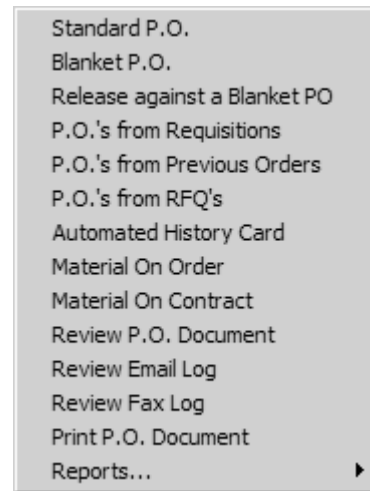 Standard P.O.
Blanket P.O.
Release against a Blanket PO
P.O.'s from Requisitions
P.O.'s from Previous Orders
P.O.'s from RFQ's
Automated History Card
Material On Order
Material On Contract
Review P.O. Document
Review Email Log
Review Fax Log
Print P.O. Document
Reports...